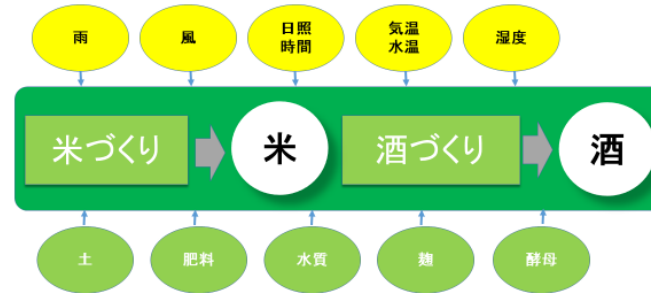 雨
風
日照
時間
気温
水温
湿度
米づくり
米
酒づくり
酒
土
肥料
水質
麹
酵母